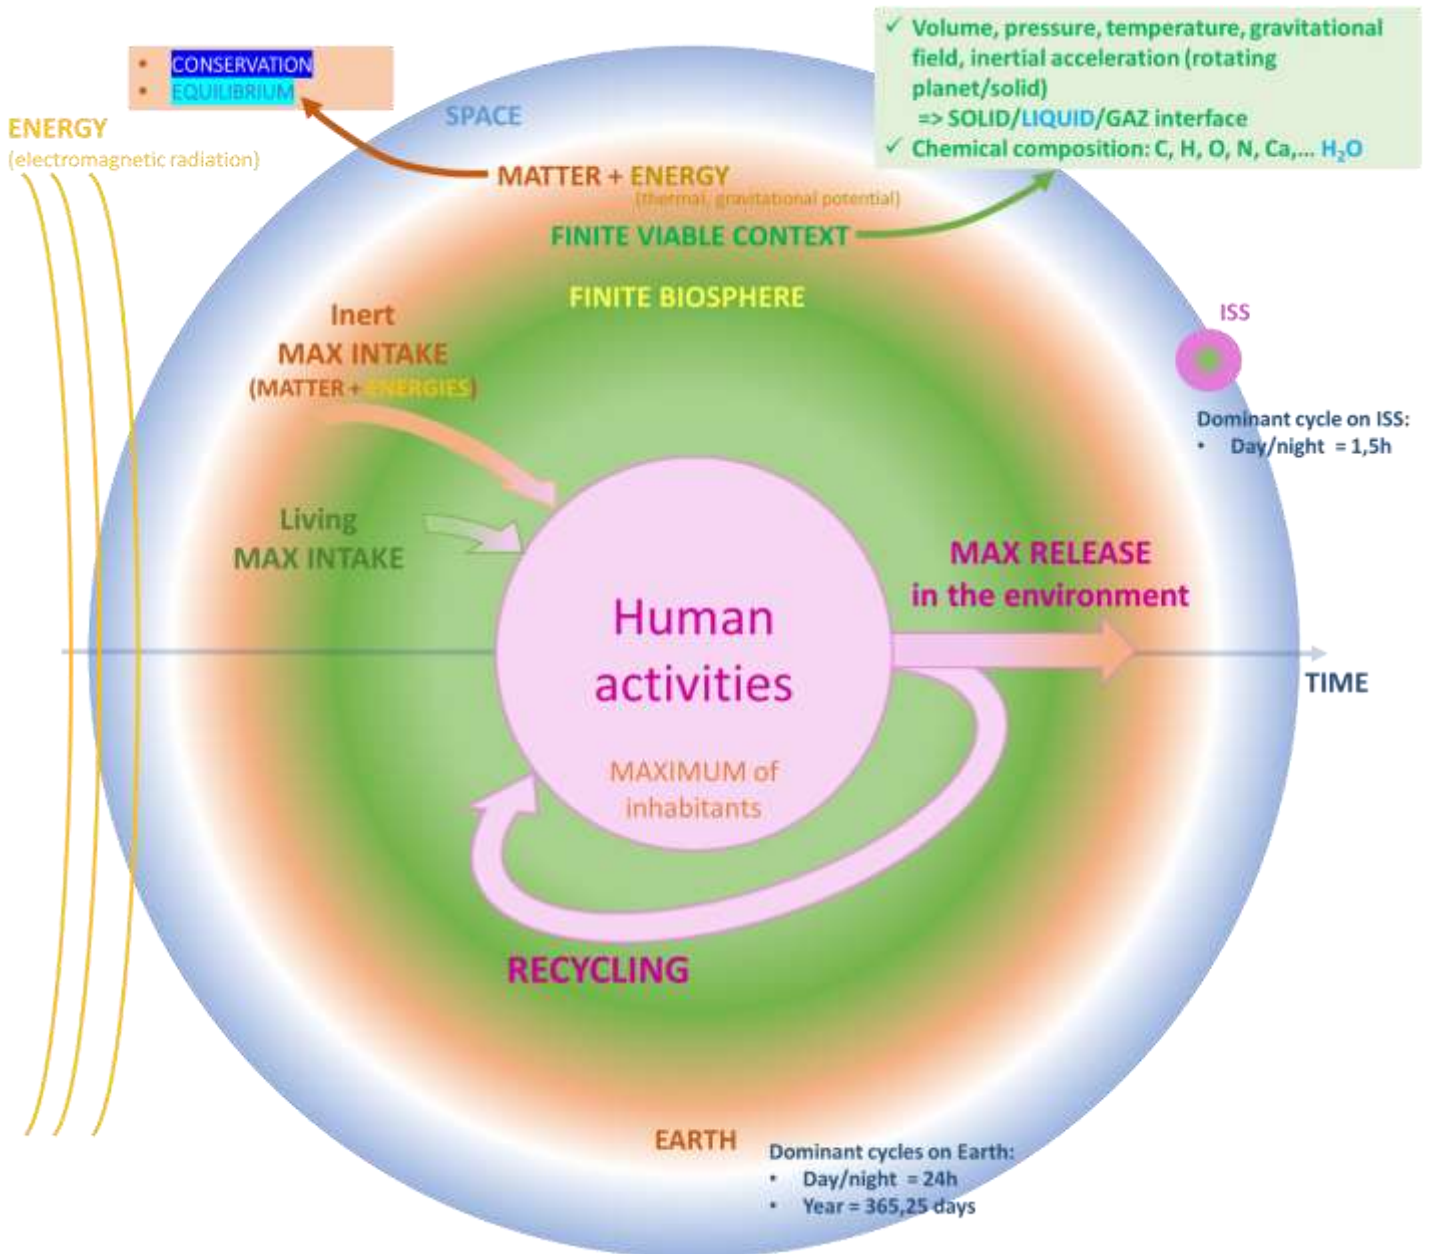 • CONSERVATION
• EQUILIBRIUM
ENERGY
(electromagnetic radiation)
SPACE
MATTER + ENERGY
(thermal, gravitational potential)
FINITE VIABLE CONTEXT
FINITE BIOSPHERE
✓ Volume, pressure, temperature, gravitational
field, inertial acceleration (rotating
planet/solid)
=> SOLID/LIQUID/GAZ interface
✓ Chemical composition: C, H, O, N, Ca,... H₂O
Inert
MAX INTAKE
(MATTER + ENERGIES)
ISS
Dominant cycle on ISS:
• Day/night = 1,5h
Living
MAX INTAKE
MAX RELEASE
in the environment
Human
activities
TIME
MAXIMUM of
inhabitants
RECYCLING
EARTH
Dominant cycles on Earth:
• Day/night = 24h
• Year = 365,25 days